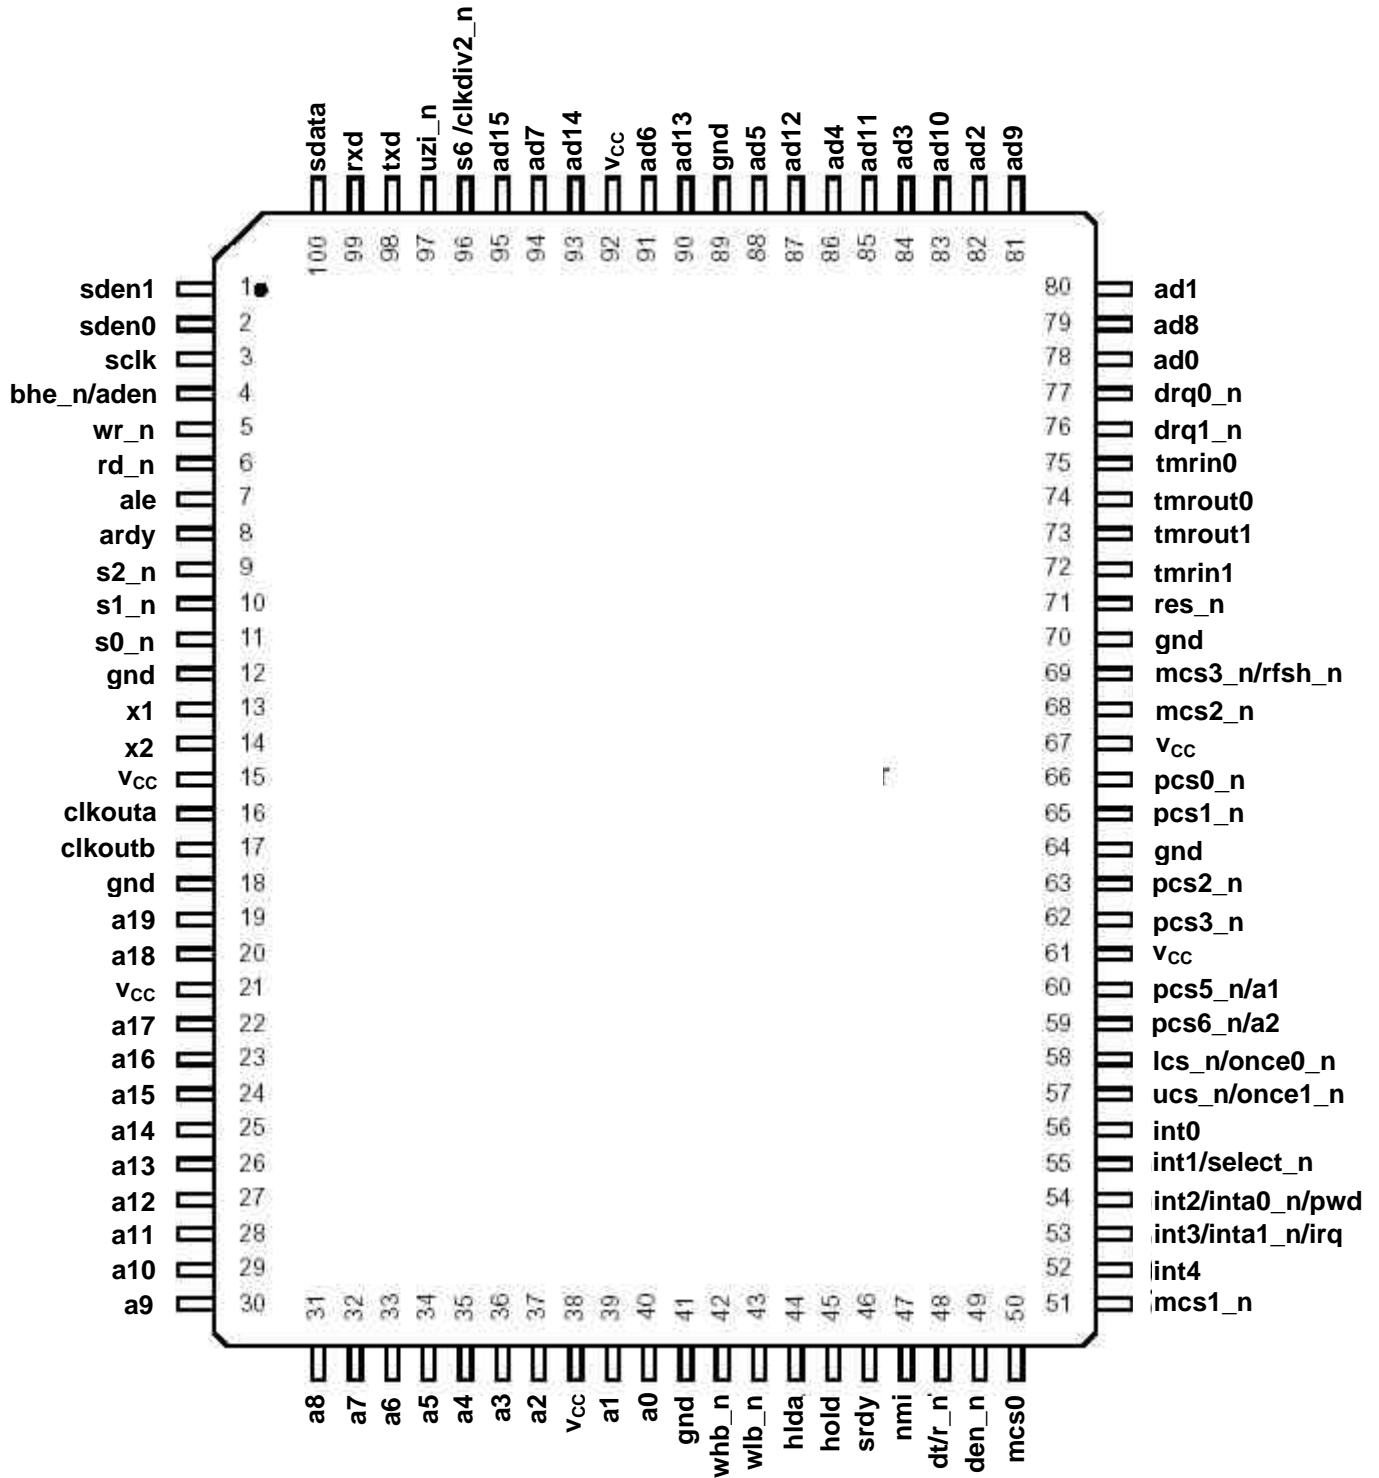 sdata rxd txd uzi_n s6 /clkdiv2_n ad15 ad7 ad14 vCC ad6 ad13 gnd ad5 ad12 ad4 ad11 ad3 ad10 ad2 ad9
100 99 98 97 96 95 94 93 92 91 90 89 88 87 86 85 84 83 82 81
sden1 1 80 ad1
sden0 2 79 ad8
sclk 3 78 ad0
bhe_n/aden 4 77 drq0_n
wr_n 5 76 drq1_n
rd_n 6 75 tmrin0
ale 7 74 tmrout0
ardy 8 73 tmrout1
s2_n 9 72 tmrin1
s1_n 10 71 res_n
s0_n 11 70 gnd
gnd 12 69 mcs3_n/rfsh_n
x1 13 68 mcs2_n
x2 14 67 vCC
vCC 15 66 pcs0_n
clkouta 16 65 pcs1_n
clkoutb 17 64 gnd
gnd 18 63 pcs2_n
a19 19 62 pcs3_n
a18 20 61 vCC
vCC 21 60 pcs5_n/a1
a17 22 59 pcs6_n/a2
a16 23 58 lcs_n/once0_n
a15 24 57 ucs_n/once1_n
a14 25 56 int0
a13 26 55 int1/select_n
a12 27 54 int2/inta0_n/pwd
a11 28 53 int3/inta1_n/irq
a10 29 52 int4
a9 30 51 mcs1_n
31 32 33 34 35 36 37 38 39 40 41 42 43 44 45 46 47 48 49 50
a8 a7 a6 a5 a4 a3 a2 vCC a1 a0 gnd whb_n wlb_n hlda hold srdy nmi dt/r_n den_n mcs0